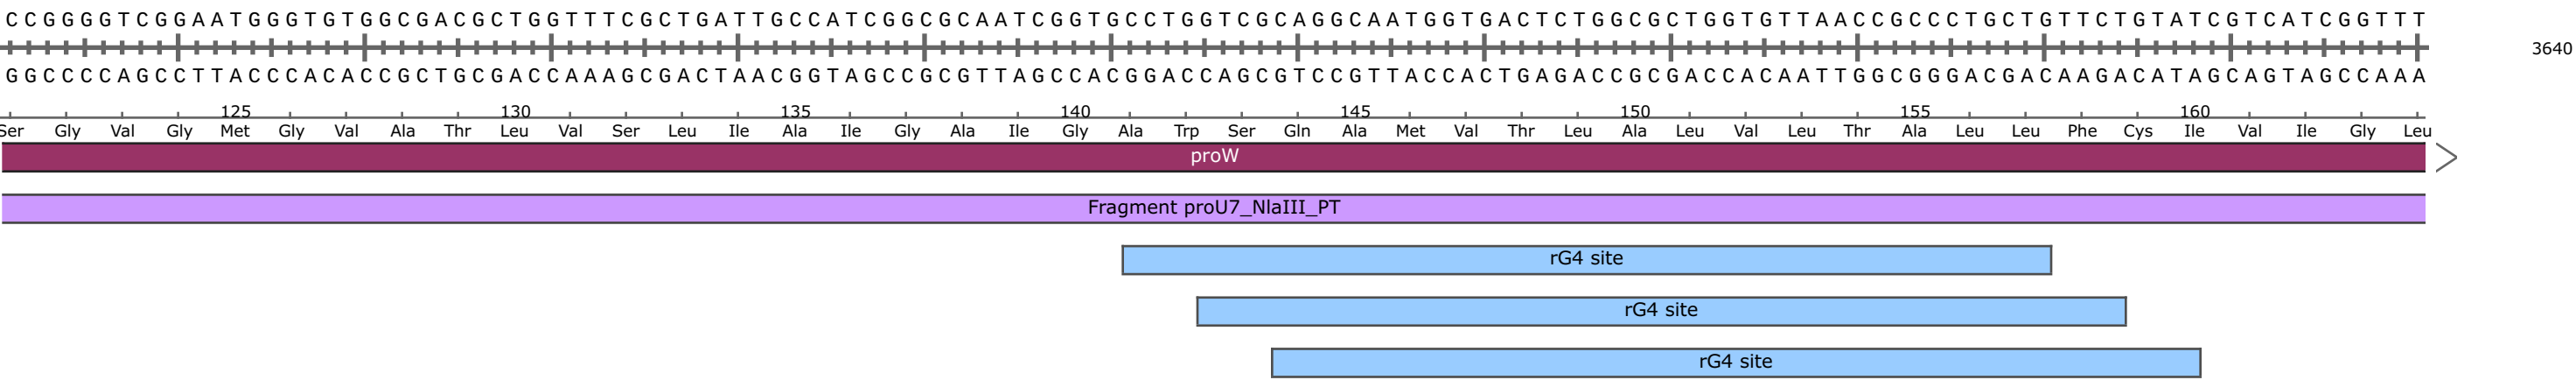 CCGGGGTCGGAATGGGTGTGGCGACGCTGGTTTCGCTGATTGCCATCGGCGCAATCGGTGCCTGGTCGCAGGCAATGGTGACTCTGGCGCTGGTGTTAACCGCCCTGCTGTTCTGTATCGTCATCGGTTT
3640
GGCCCCAGCCTTACCCACACCGCTGCGACCAAAGCGACTAACGGTAGCCGCGTTAGCCACGGACCAGCGTCCGTTACCACTGAGACCGCGACCACAATTGGCGGGACGACAAGACATAGCAGTAGCCAAA
125 130 135 140 145 150 155 160
Ser Gly Val Gly Met Gly Val Ala Thr Leu Val Ser Leu Ile Ala Ile Gly Ala Ile Gly Ala Trp Ser Gln Ala Met Val Thr Leu Ala Leu Val Leu Thr Ala Leu Leu Phe Cys Ile Val Ile Gly Leu
proW
Fragment proU7_NlaIII_PT
rG4 site
rG4 site
rG4 site